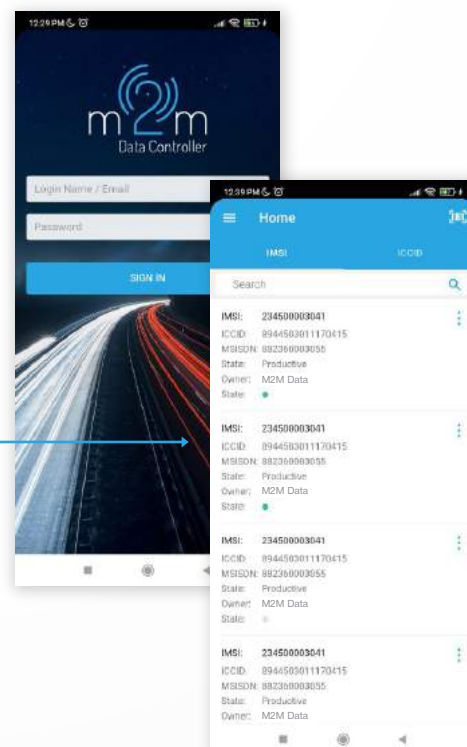 12:29 PM
m2m
Data Controller
Login Name / Email
Password
SIGN IN
12:39 PM
Home
IMSI
ICCID
Search
IMSI: 234500003041
ICCID: 8944503011170415
MSISDN: 882360003055
State: Productive
Owner: M2M Data
State:
IMSI: 234500003041
ICCID: 8944503011170415
MSISDN: 882360003055
State: Productive
Owner: M2M Data
State:
IMSI: 234500003041
ICCID: 8944503011170415
MSISDN: 882360003055
State: Productive
Owner: M2M Data
State:
IMSI: 234500003041
ICCID: 8944503011170415
MSISDN: 882360003055
State: Productive
Owner: M2M Data